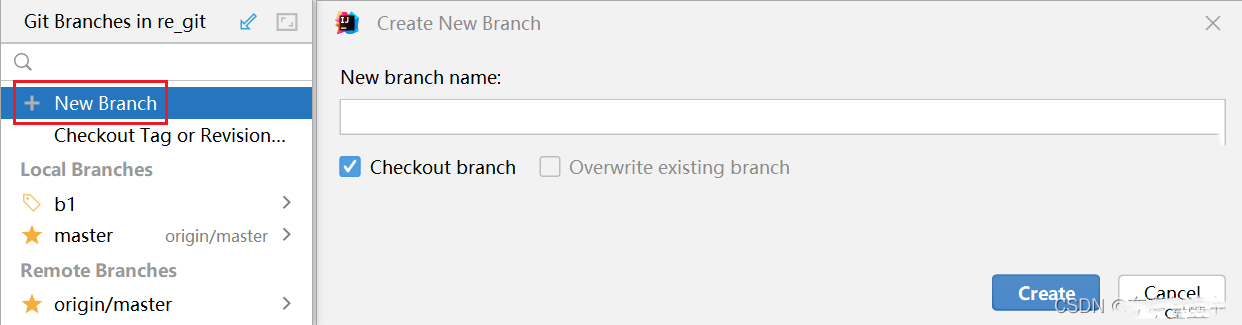 Git Branches in re_git
New Branch
Checkout Tag or Revision...
Local Branches
b1
master origin/master
Remote Branches
origin/master
Create New Branch
New branch name:
Checkout branch
Overwrite existing branch
Create
Cancel
CSDN